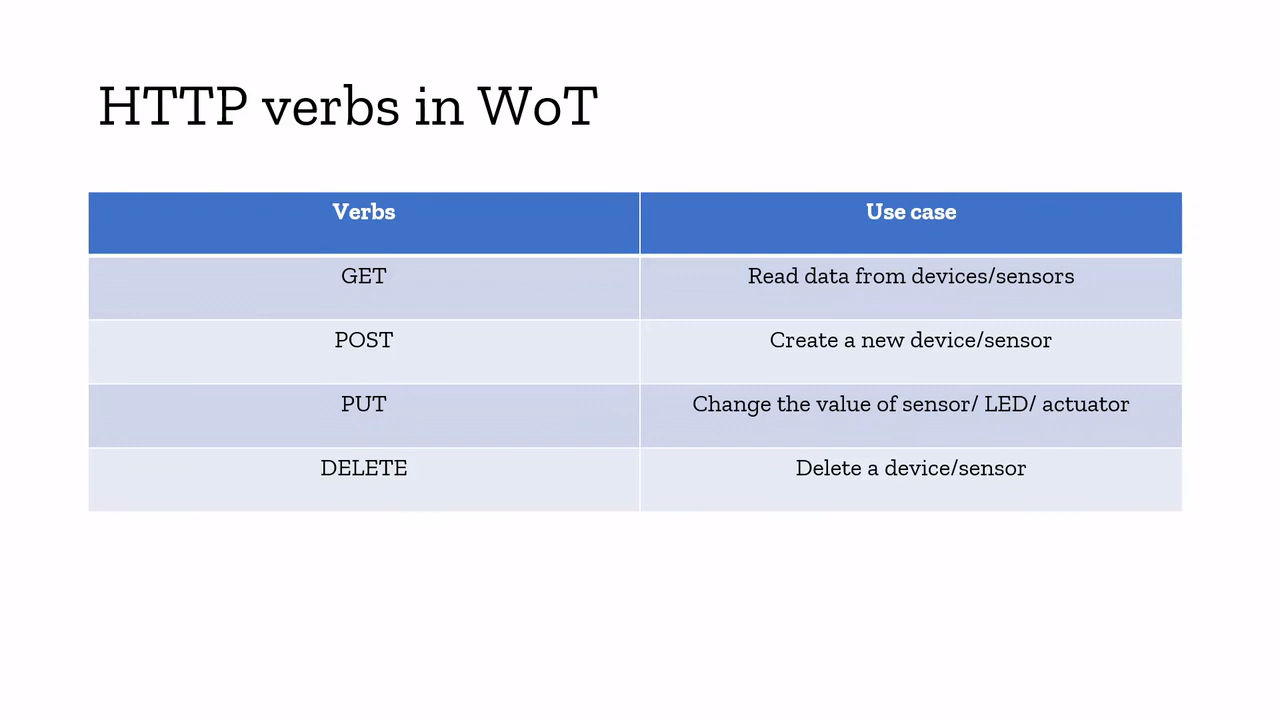 HTTP verbs in WoT
Verbs
Use case
GET
Read data from devices/sensors
POST
Create a new device/sensor
PUT
Change the value of sensor/ LED/ actuator
DELETE
Delete a device/sensor